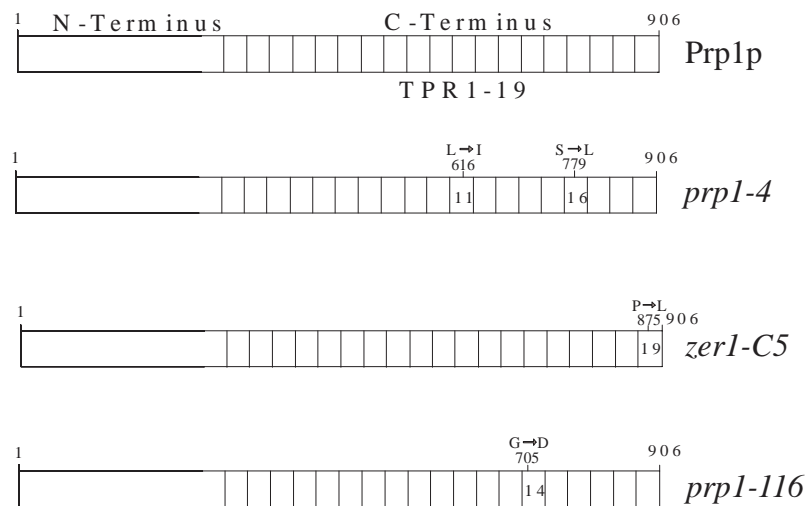 1 N-Terminus C-Terminus 906
Prp1p
TPR1-19
L→I S→L
1 616 779 906
11 16 prp1-4
P→L
1 875 906
19 zer1-C5
G→D
1 705 906
14 prp1-116